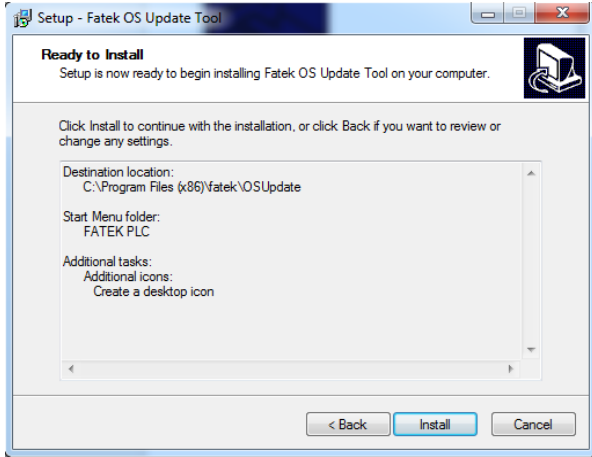 Setup - Fatek OS Update Tool
Ready to Install
Setup is now ready to begin installing Fatek OS Update Tool on your computer.
Click Install to continue with the installation, or click Back if you want to review or
change any settings.
Destination location:
C:\Program Files (x86)\fatek\OSUpdate
Start Menu folder:
FATEK PLC
Additional tasks:
Additional icons:
Create a desktop icon
< Back
Install
Cancel